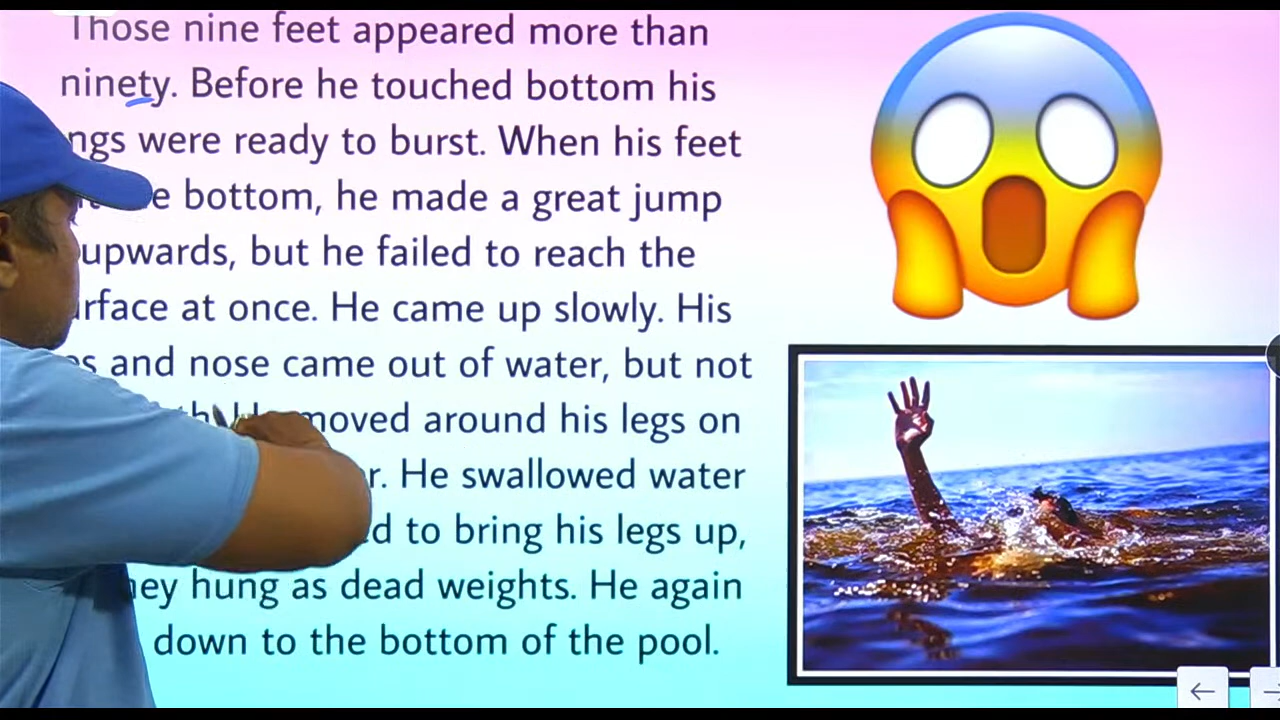 Those nine feet appeared more than
ninety. Before he touched bottom his
were ready to burst. When his feet
bottom, he made a great jump
upwards, but he failed to reach the
at once. He came up slowly. His
and nose came out of water, but not
moved around his legs on
He swallowed water
to bring his legs up,
hung as dead weights. He again
down to the bottom of the pool.